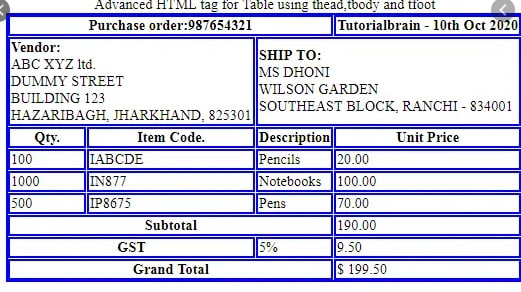 Advanced HTML tag for Table using thead,tbody and tfoot
Purchase order:987654321 Tutorialbrain - 10th Oct 2020
Vendor:
ABC XYZ ltd.
DUMMY STREET
BUILDING 123
HAZARIBAGH, JHARKHAND, 825301
SHIP TO:
MS DHONI
WILSON GARDEN
SOUTHEAST BLOCK, RANCHI - 834001
Qty. Item Code. Description Unit Price
100 IABCDE Pencils 20.00
1000 IN877 Notebooks 100.00
500 IP8675 Pens 70.00
Subtotal 190.00
GST 5% 9.50
Grand Total $ 199.50